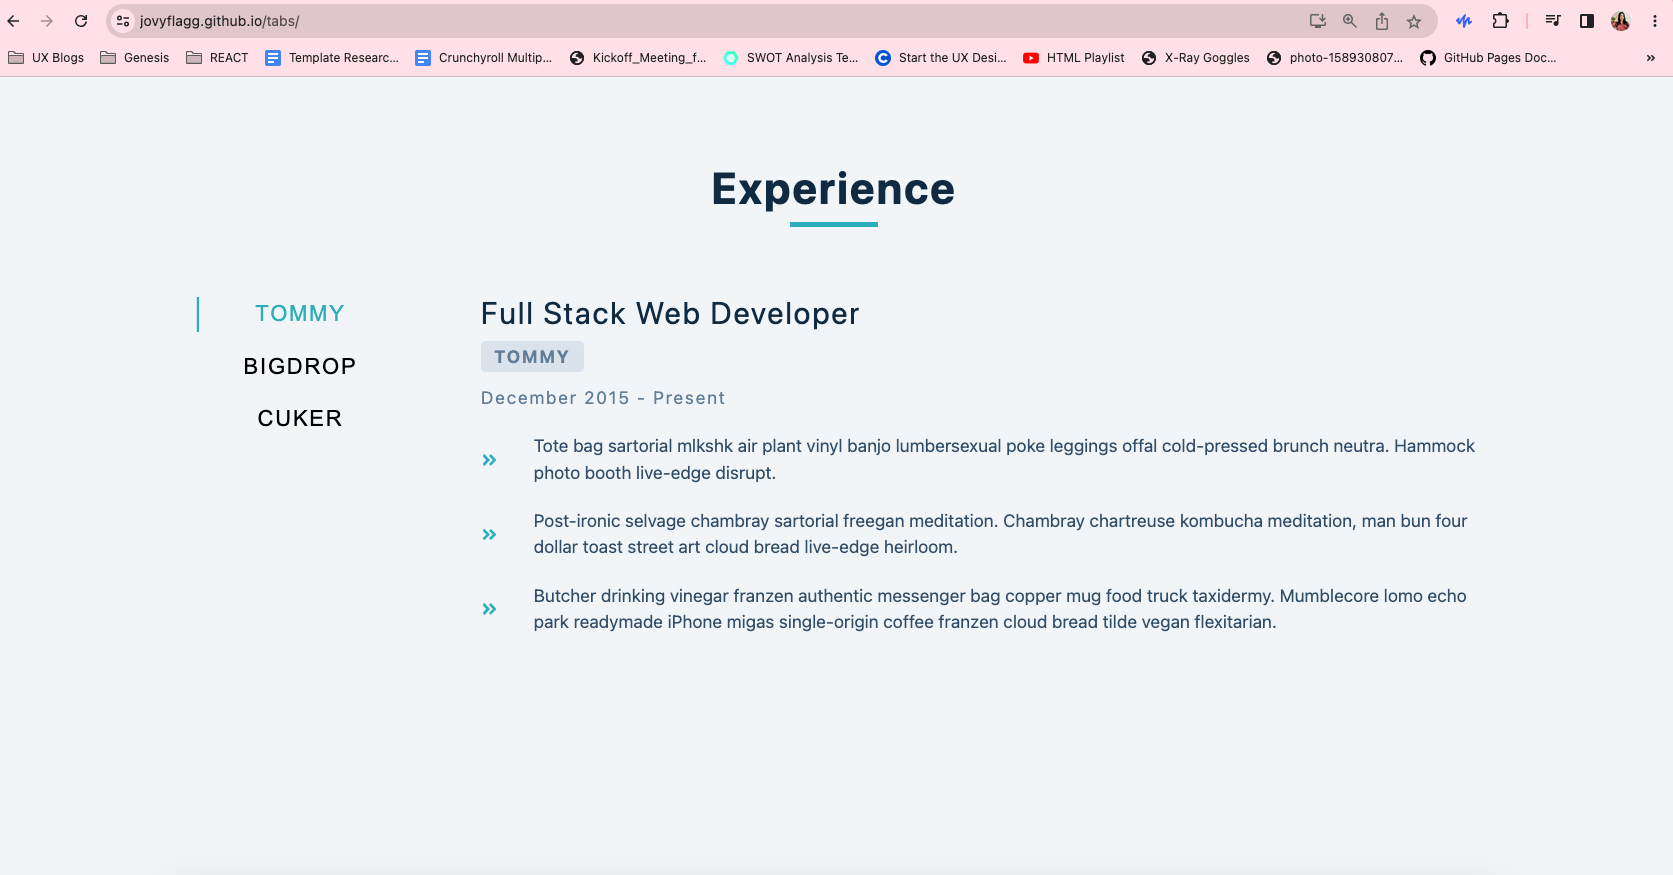 jovyflagg.github.io/tabs/
UX Blogs
Genesis
REACT
Template Researc...
Crunchyroll Multip...
Kickoff_Meeting_f...
SWOT Analysis Te...
Start the UX Desi...
HTML Playlist
X-Ray Goggles
photo-158930807...
GitHub Pages Doc...
Experience
TOMMY
BIGDROP
CUKER
Full Stack Web Developer
TOMMY
December 2015 - Present
Tote bag sartorial mlkshk air plant vinyl banjo lumbersexual poke leggings offal cold-pressed brunch neutra. Hammock
photo booth live-edge disrupt.
Post-ironic selvage chambray sartorial freegan meditation. Chambray chartreuse kombucha meditation, man bun four
dollar toast street art cloud bread live-edge heirloom.
Butcher drinking vinegar franzen authentic messenger bag copper mug food truck taxidermy. Mumblecore lomo echo
park readymade iPhone migas single-origin coffee franzen cloud bread tilde vegan flexitarian.